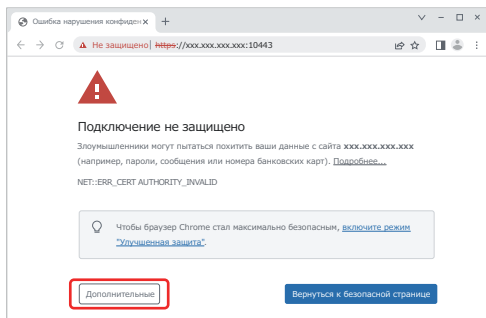 Ошибка нарушения конфиден
Не защищено https://xxx.xxx.xxx.xxx:10443
Подключение не защищено
Злоумышленники могут пытаться похитить ваши данные с сайта xxx.xxx.xxx.xxx
(например, пароли, сообщения или номера банковских карт). Подробнее...
NET::ERR_CERT AUTHORITY_INVALID
Чтобы браузер Chrome стал максимально безопасным, включите режим
"Улучшенная защита".
Дополнительные
Вернуться к безопасной странице